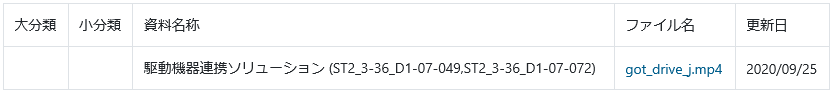 大分類 小分類 資料名称 ファイル名 更新日
駆動機器連携ソリューション (ST2_3-36_D1-07-049,ST2_3-36_D1-07-072) got_drive_j.mp4 2020/09/25